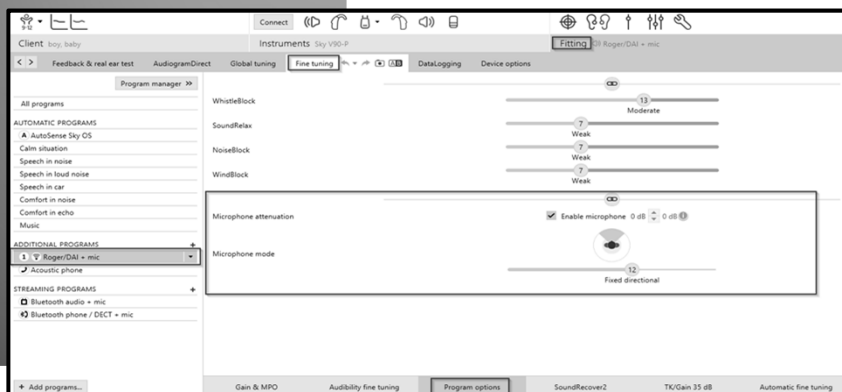 0-12
Connect
Client boy, baby
Instruments Sky V90-P
Fitting Roger/DAI + mic
Feedback & real ear test AudiogramDirect Global tuning Fine tuning AB DataLogging Device options
Program manager >>
All programs
AUTOMATIC PROGRAMS
A AutoSense Sky OS
Calm situation
Speech in noise
Speech in loud noise
Speech in car
Comfort in noise
Comfort in echo
Music
ADDITIONAL PROGRAMS +
1 Roger/DAI + mic
Acoustic phone
STREAMING PROGRAMS +
Bluetooth audio + mic
Bluetooth phone / DECT + mic
+ Add programs...
WhistleBlock 13
Moderate
SoundRelax 7
Weak
NoiseBlock 7
Weak
WindBlock 7
Weak
Microphone attenuation Enable microphone 0 dB 0 dB
Microphone mode
12
Fixed directional
Gain & MPO Audibility fine tuning Program options SoundRecover2 TK/Gain 35 dB Automatic fine tuning